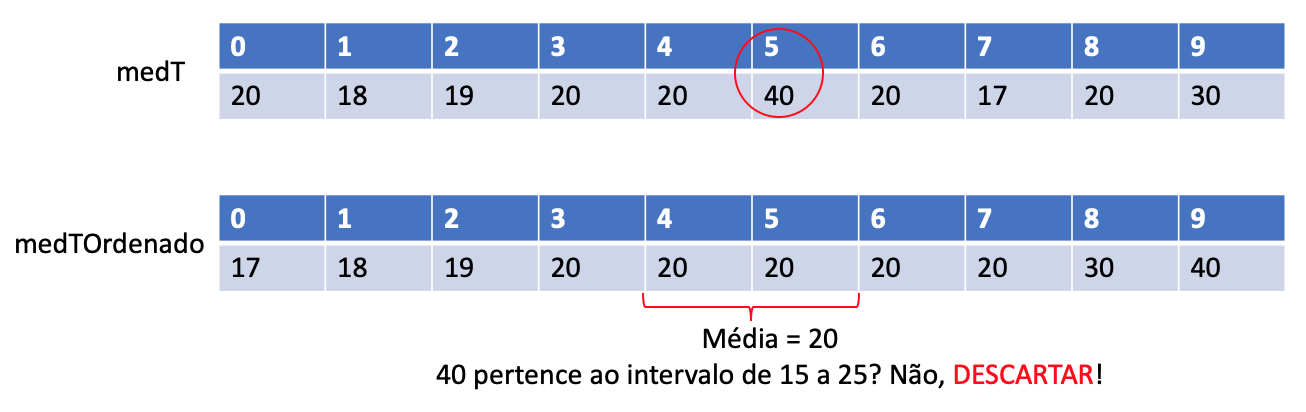 0 1 2 3 4 5 6 7 8 9
medT
20 18 19 20 20 40 20 17 20 30
0 1 2 3 4 5 6 7 8 9
medTOrdenado
17 18 19 20 20 20 20 20 30 40
Média = 20
40 pertence ao intervalo de 15 a 25? Não, DESCARTAR!